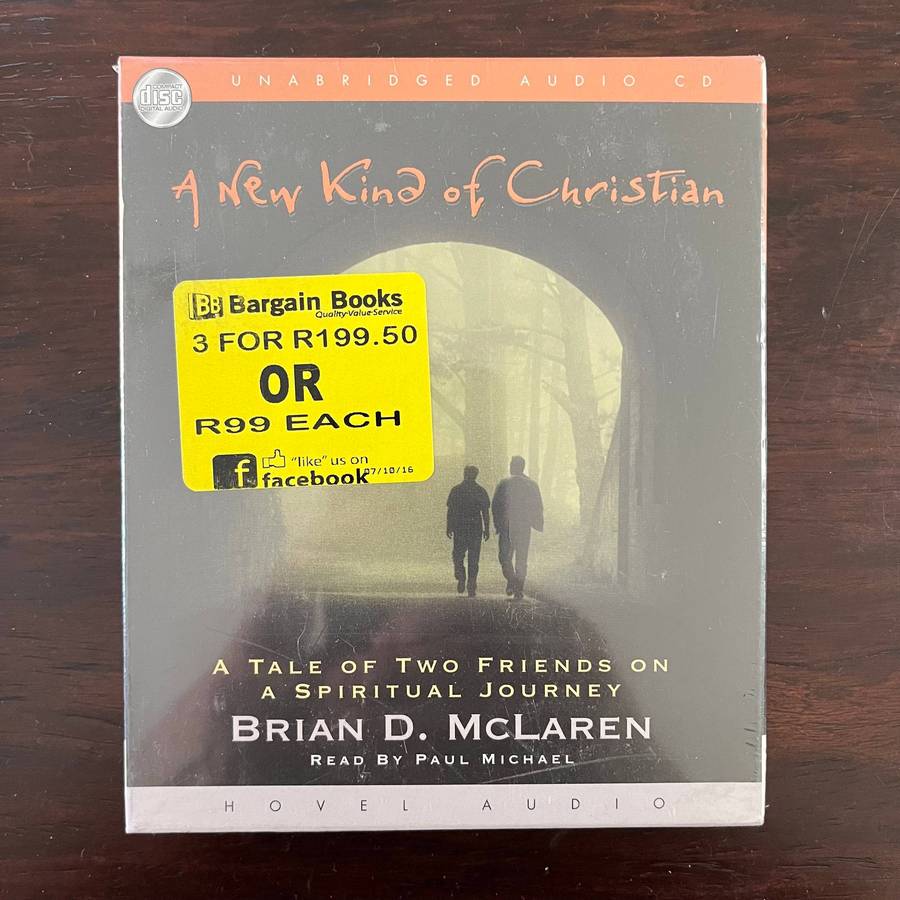 UNABRIDGED AUDIO CD
COMPACT
disc
DIGITAL AUDIO
A New Kind of Christian
BB Bargain Books
Quality-Value-Service
3 FOR R199.50
OR
R99 EACH
f "like" us on
facebook 07/10/16
A TALE OF TWO FRIENDS ON
A SPIRITUAL JOURNEY
BRIAN D. MCLAREN
READ BY PAUL MICHAEL
HOVEL AUDIO